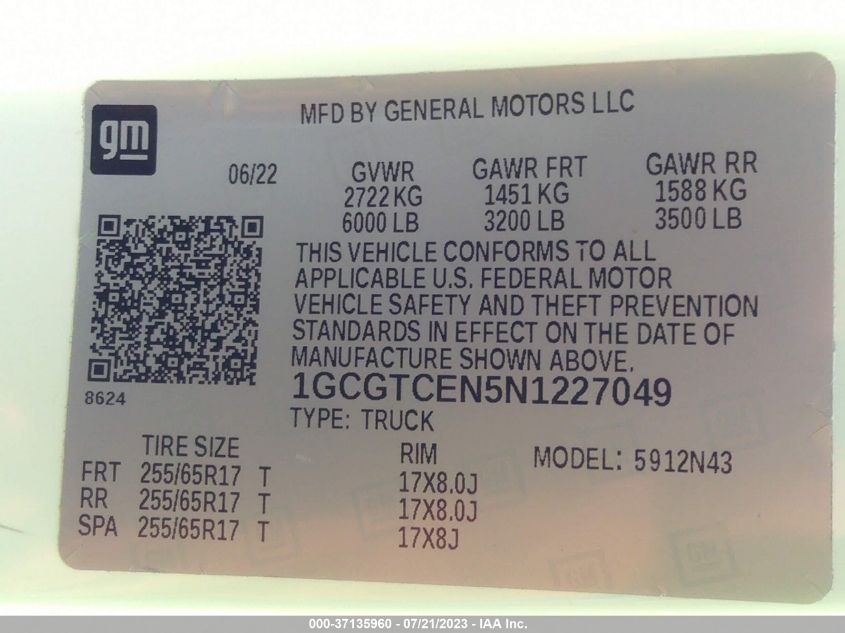 gm
MFD BY GENERAL MOTORS LLC
06/22
GVWR GAWR FRT GAWR RR
2722 KG 1451 KG 1588 KG
6000 LB 3200 LB 3500 LB
THIS VEHICLE CONFORMS TO ALL
APPLICABLE U.S. FEDERAL MOTOR
VEHICLE SAFETY AND THEFT PREVENTION
STANDARDS IN EFFECT ON THE DATE OF
MANUFACTURE SHOWN ABOVE.
8624
1GCGTCEN5N1227049
TYPE: TRUCK
TIRE SIZE RIM MODEL: 5912N43
FRT 255/65R17 T 17X8.0J
RR 255/65R17 T 17X8.0J
SPA 255/65R17 T 17X8J
000-37135960 - 07/21/2023 - IAA Inc.